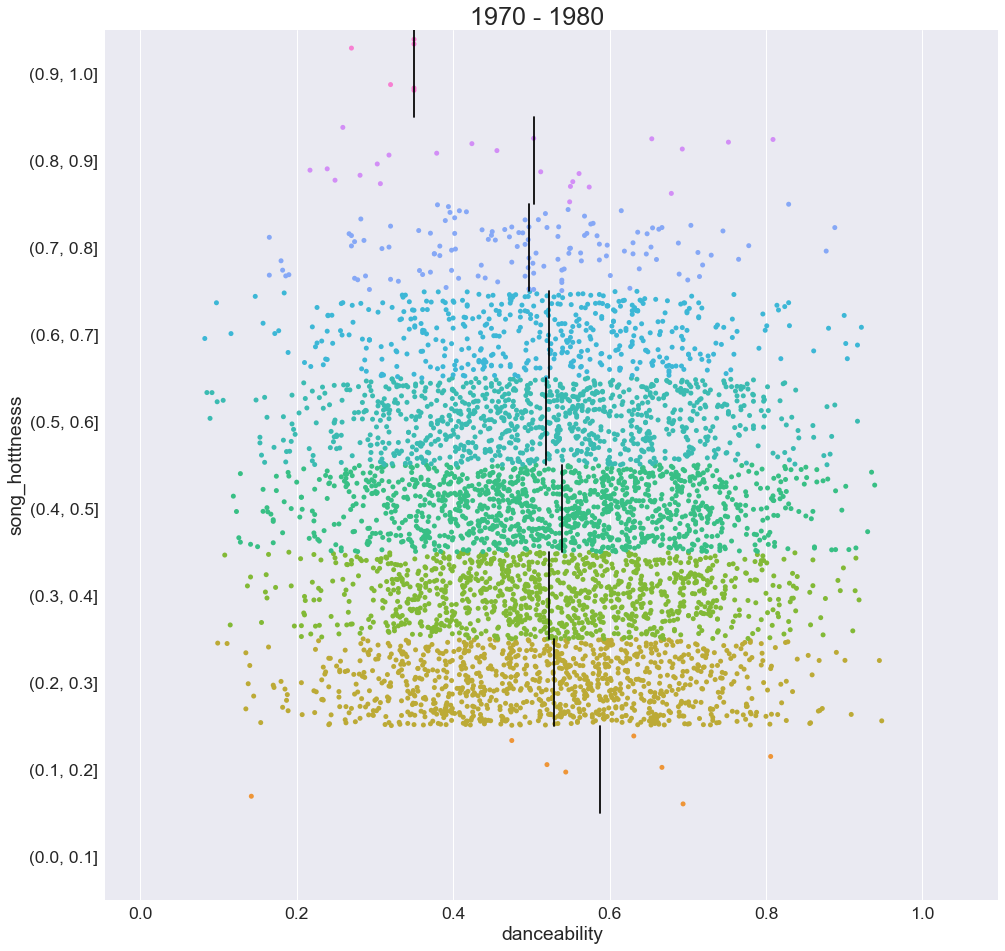 1970 - 1980
(0.9, 1.0]
(0.8, 0.9]
(0.7, 0.8]
(0.6, 0.7]
(0.5, 0.6]
(0.4, 0.5]
(0.3, 0.4]
(0.2, 0.3]
(0.1, 0.2]
(0.0, 0.1]
song_hotttnesss
0.0 0.2 0.4 0.6 0.8 1.0
danceability